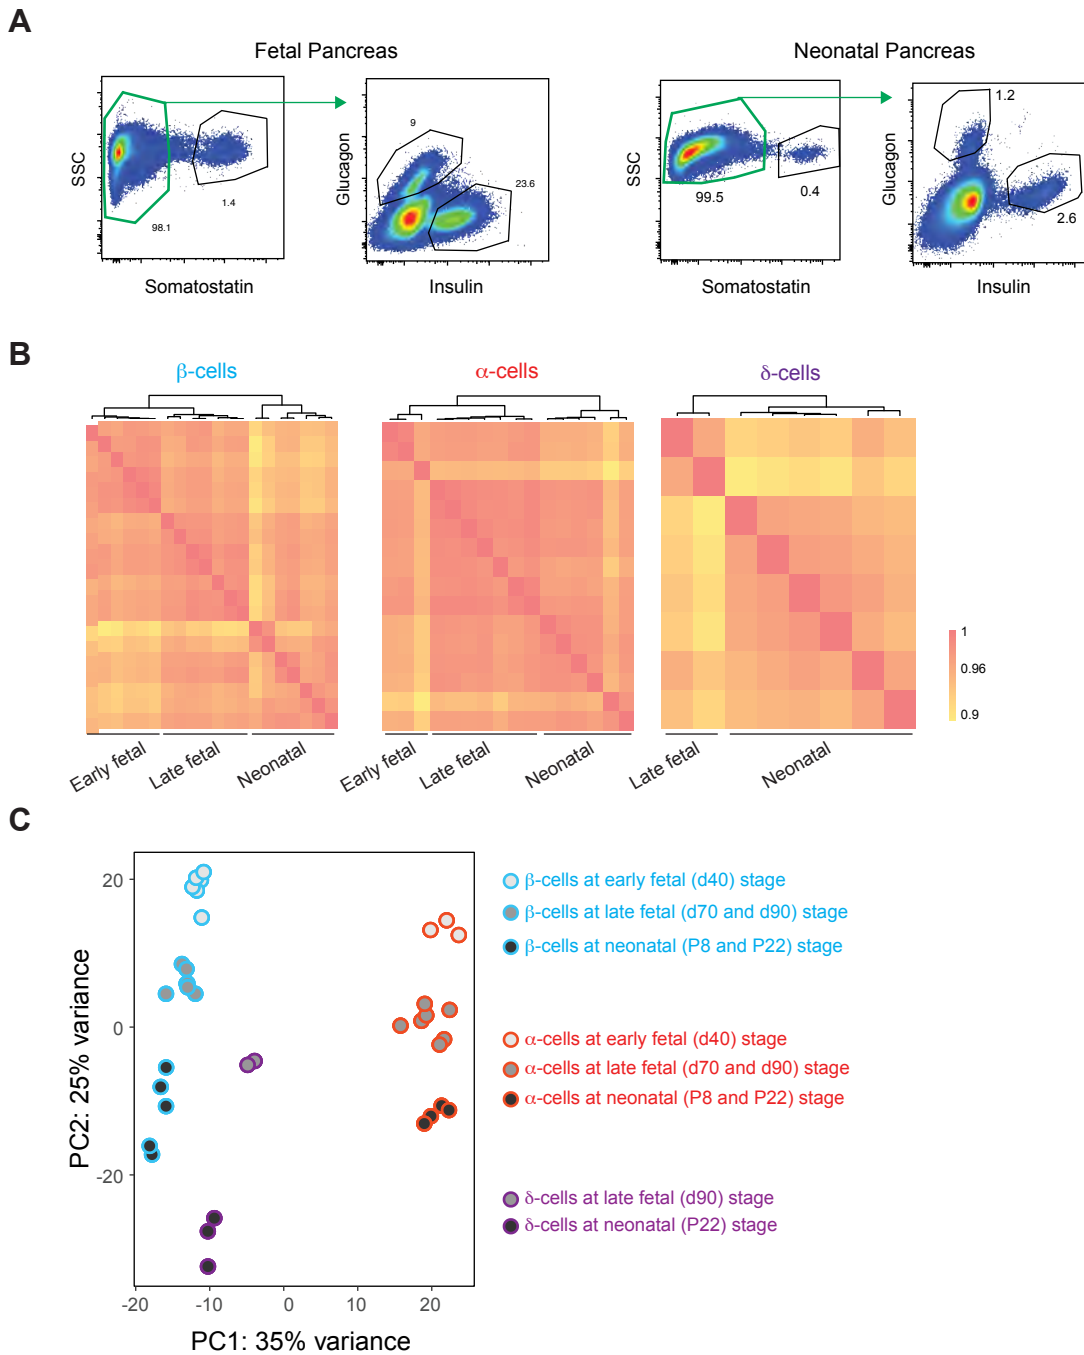 A
Fetal Pancreas
Neonatal Pancreas
SSC
98.1
1.4
Somatostatin
Glucagon
9
23.6
Insulin
SSC
99.5
0.4
Somatostatin
Glucagon
1.2
2.6
Insulin
B
β-cells
α-cells
δ-cells
Early fetal
Late fetal
Neonatal
Early fetal
Late fetal
Neonatal
Late fetal
Neonatal
1
0.96
0.9
C
PC2: 25% variance
20
0
-20
-20
-10
0
10
20
PC1: 35% variance
β-cells at early fetal (d40) stage
β-cells at late fetal (d70 and d90) stage
β-cells at neonatal (P8 and P22) stage
α-cells at early fetal (d40) stage
α-cells at late fetal (d70 and d90) stage
α-cells at neonatal (P8 and P22) stage
δ-cells at late fetal (d90) stage
δ-cells at neonatal (P22) stage